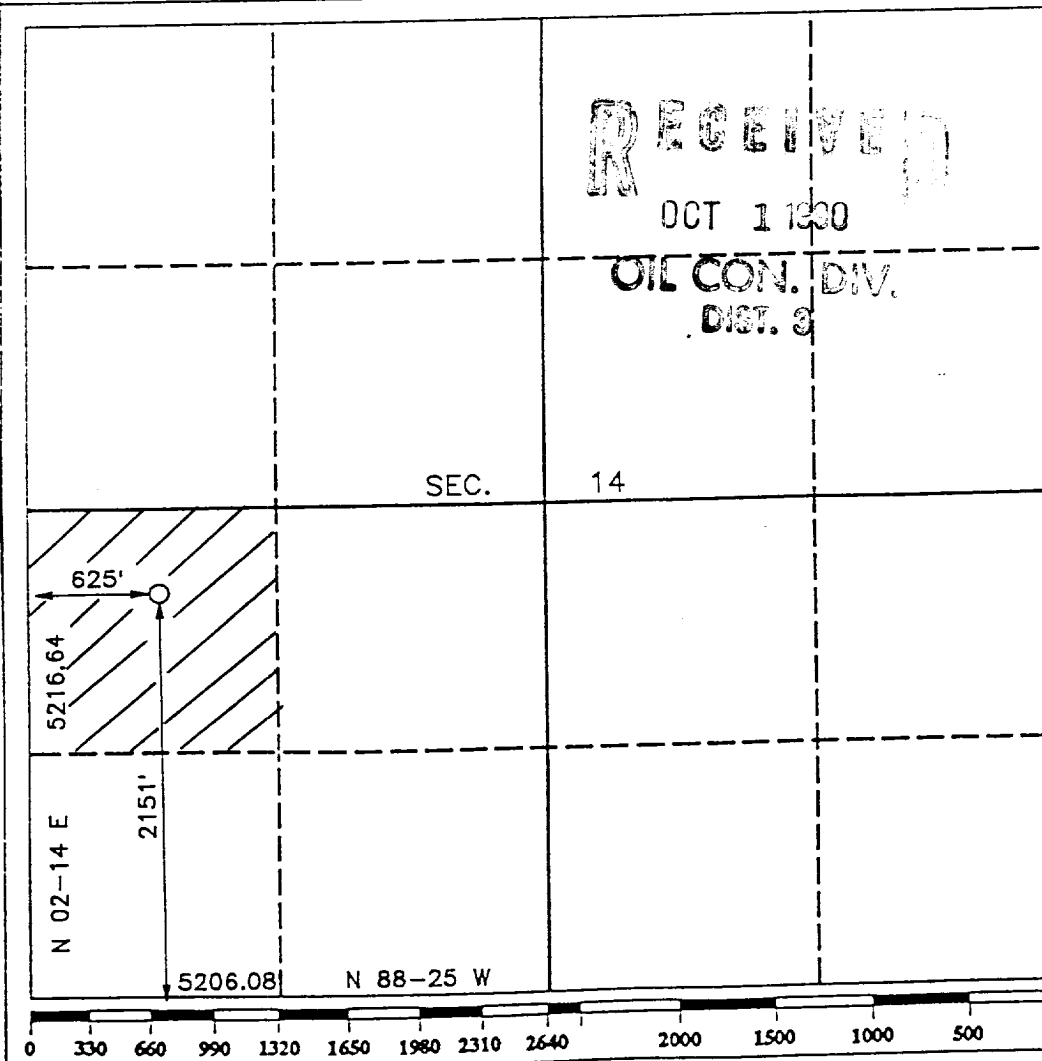 RECEIVED
OCT 1 1990
OIL CON. DIV.
DIST. 3
SEC. 14
625'
5216.64
2151'
N 02-14 E
5206.08 N 88-25 W
0 330 660 990 1320 1650 1980 2310 2640 2000 1500 1000 500